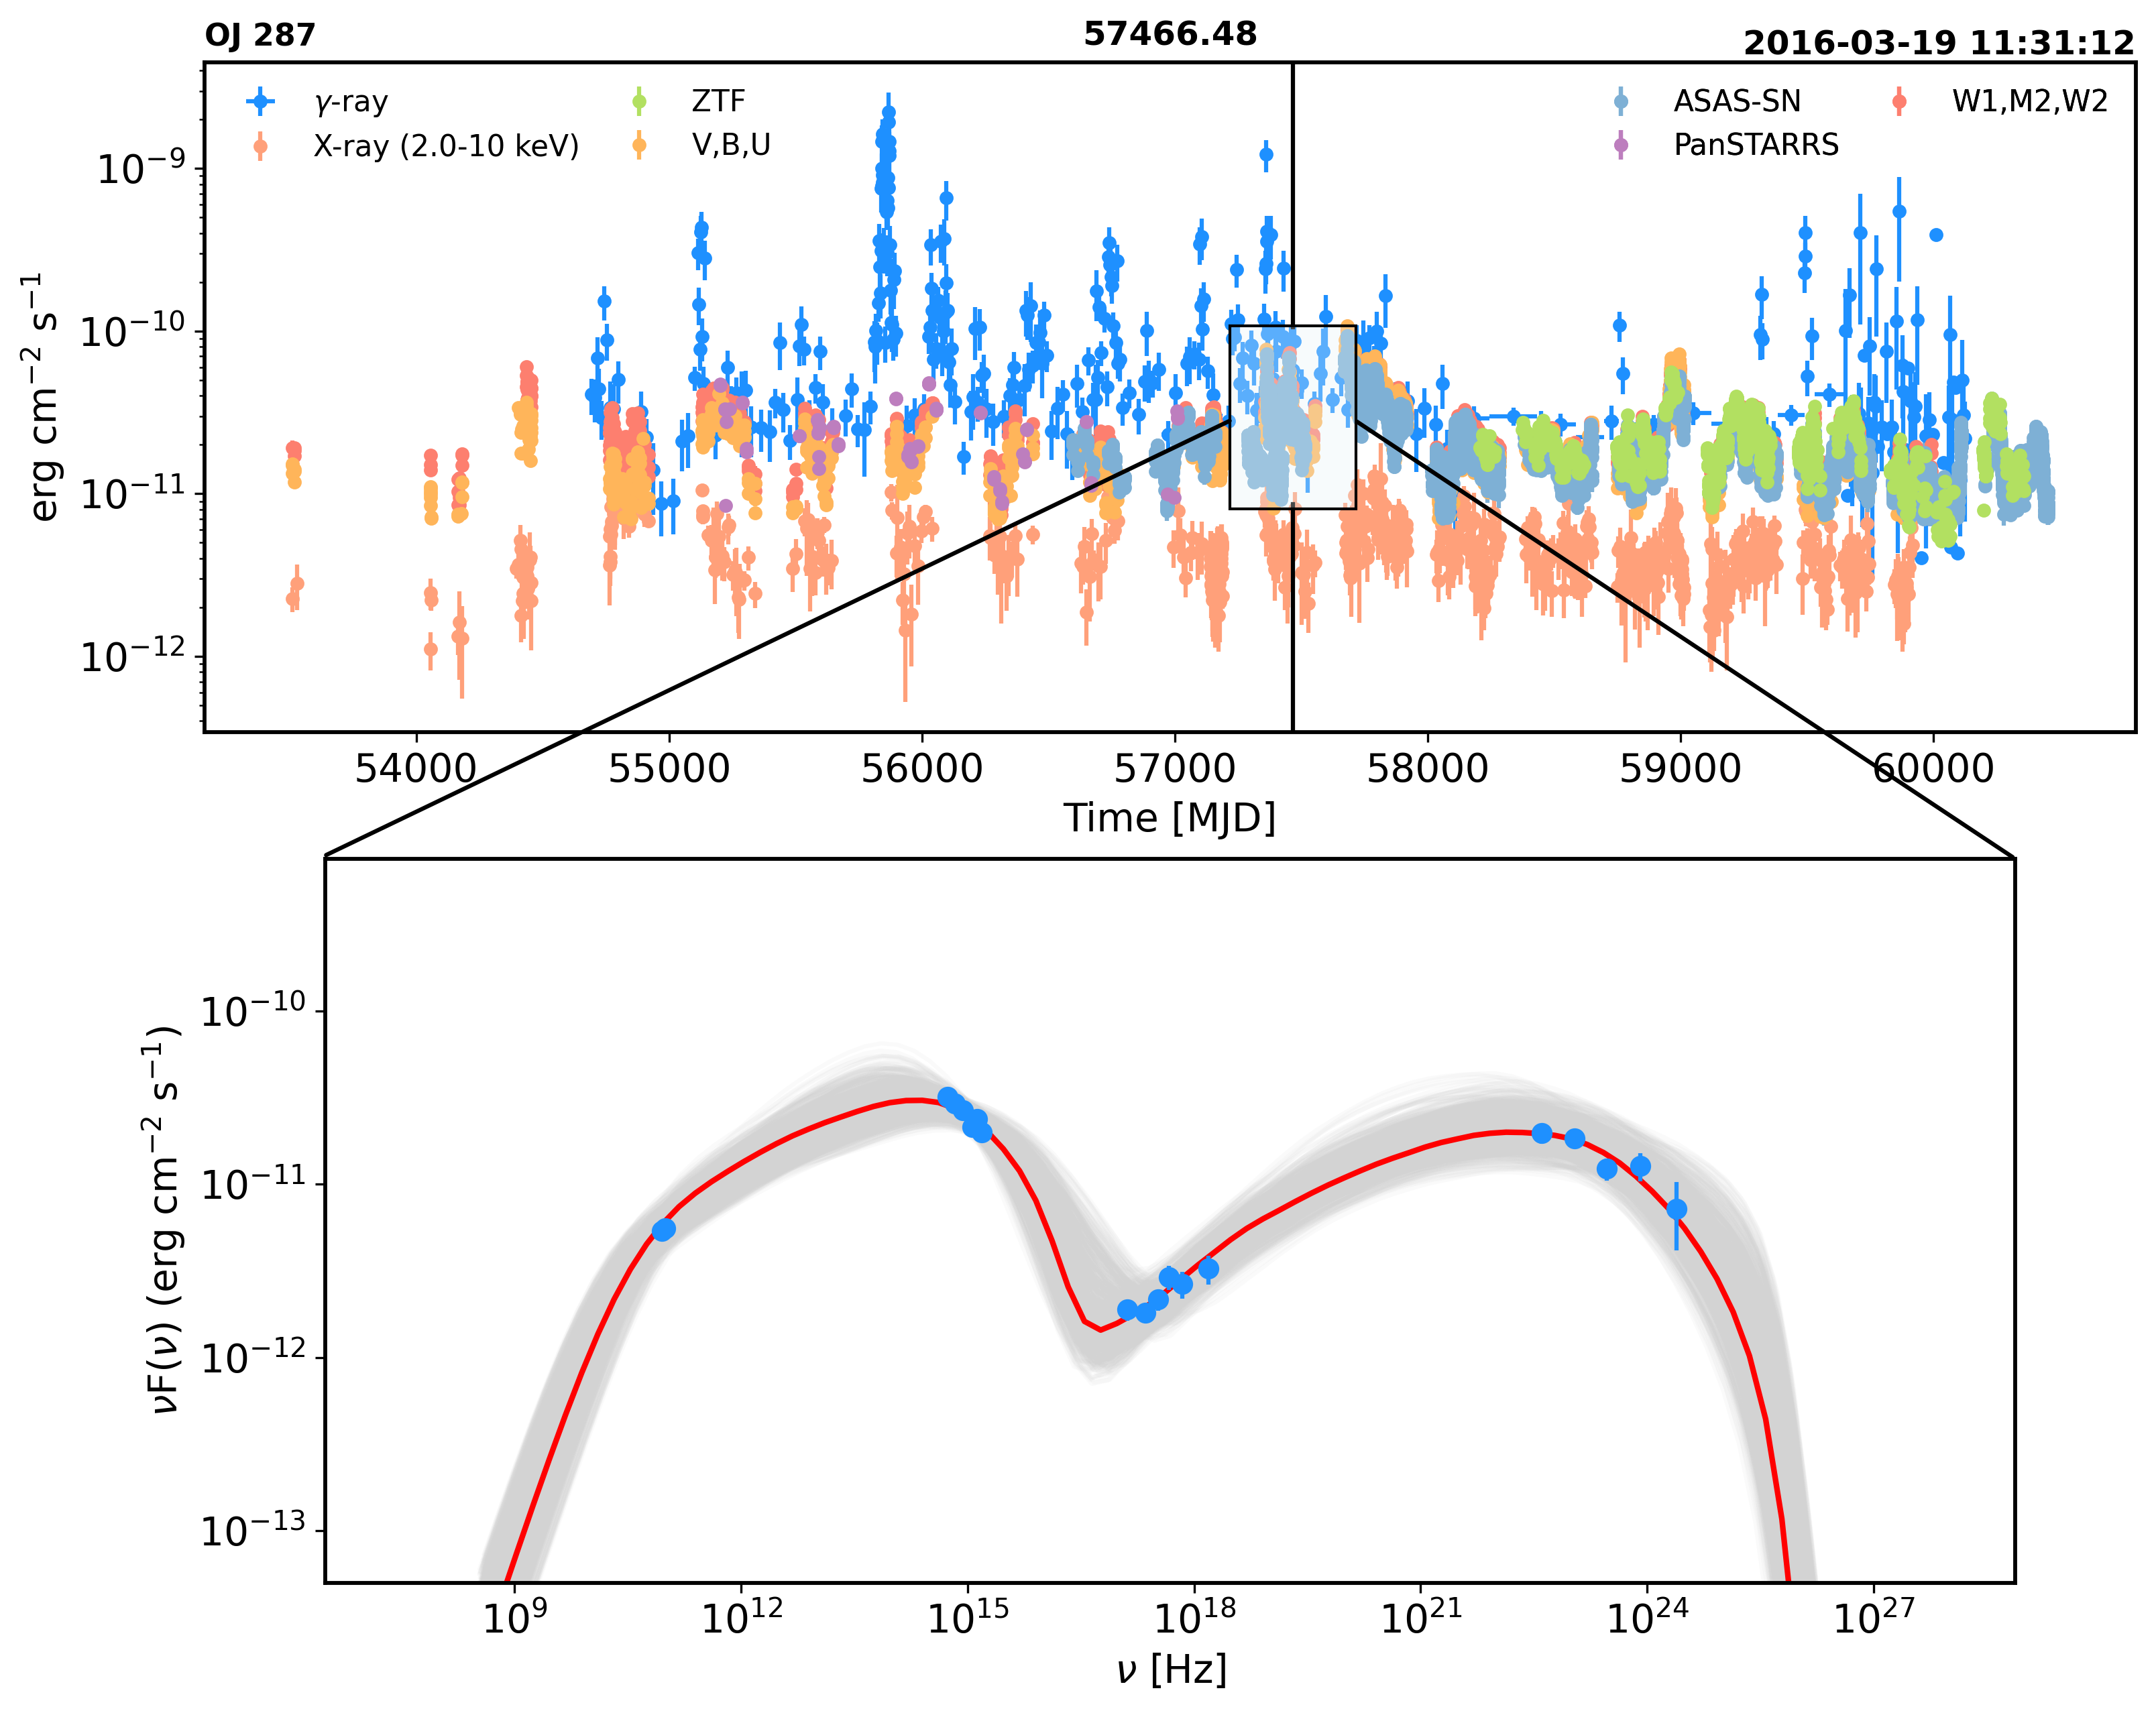 OJ 287 57466.48 2016-03-19 11:31:12
γ-ray ZTF ASAS-SN W1,M2,W2
X-ray (2.0-10 keV) V,B,U PanSTARRS
10⁻⁹
10⁻¹⁰
10⁻¹¹
10⁻¹²
erg cm⁻² s⁻¹
54000 55000 56000 57000 58000 59000 60000
Time [MJD]
10⁻¹⁰
10⁻¹¹
10⁻¹²
10⁻¹³
νF(ν) (erg cm⁻² s⁻¹)
10⁹ 10¹² 10¹⁵ 10¹⁸ 10²¹ 10²⁴ 10²⁷
ν [Hz]